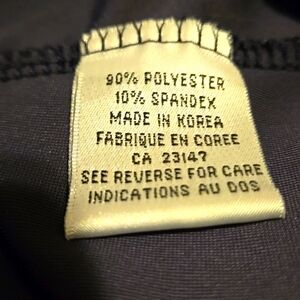 90% POLYESTER
10% SPANDEX
MADE IN KOREA
FABRIQUE EN COREE
CA 23147
SEE REVERSE FOR CARE
INDICATIONS AU DOS